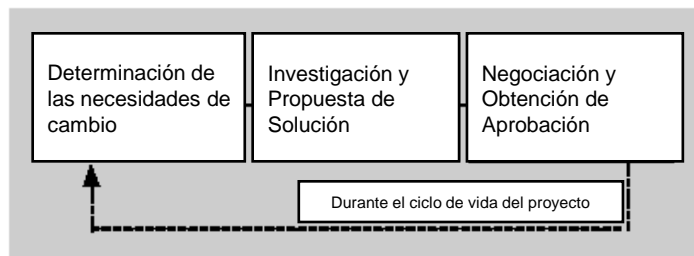 Determinación de
las necesidades de
cambio
Investigación y
Propuesta de
Solución
Negociación y
Obtención de
Aprobación
Durante el ciclo de vida del proyecto